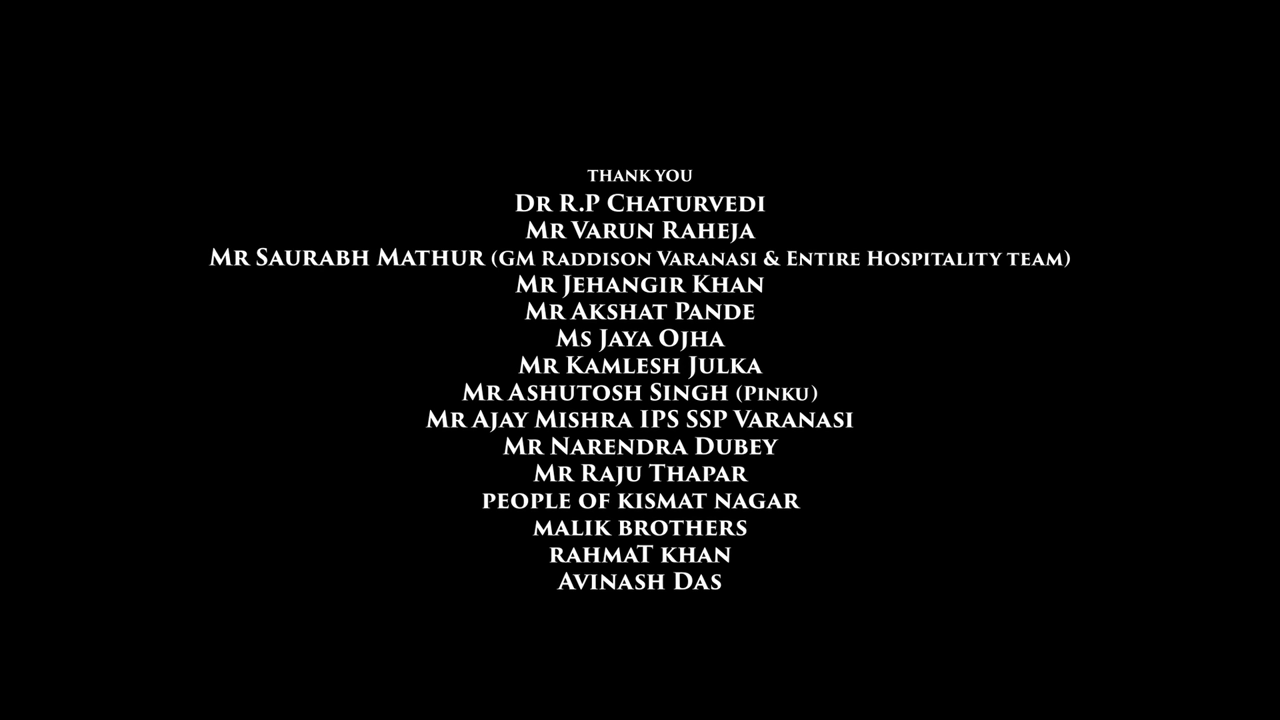 THANK YOU
DR R.P CHATURVEDI
MR VARUN RAHEJA
MR SAURABH MATHUR (GM RADDISON VARANASI & ENTIRE HOSPITALITY TEAM)
MR JEHANGIR KHAN
MR AKSHAT PANDE
MS JAYA OJHA
MR KAMLESH JULKA
MR ASHUTOSH SINGH (PINKU)
MR AJAY MISHRA IPS SSP VARANASI
MR NARENDRA DUBEY
MR RAJU THAPAR
PEOPLE OF KISMAT NAGAR
MALIK BROTHERS
RAHMAT KHAN
AVINASH DAS